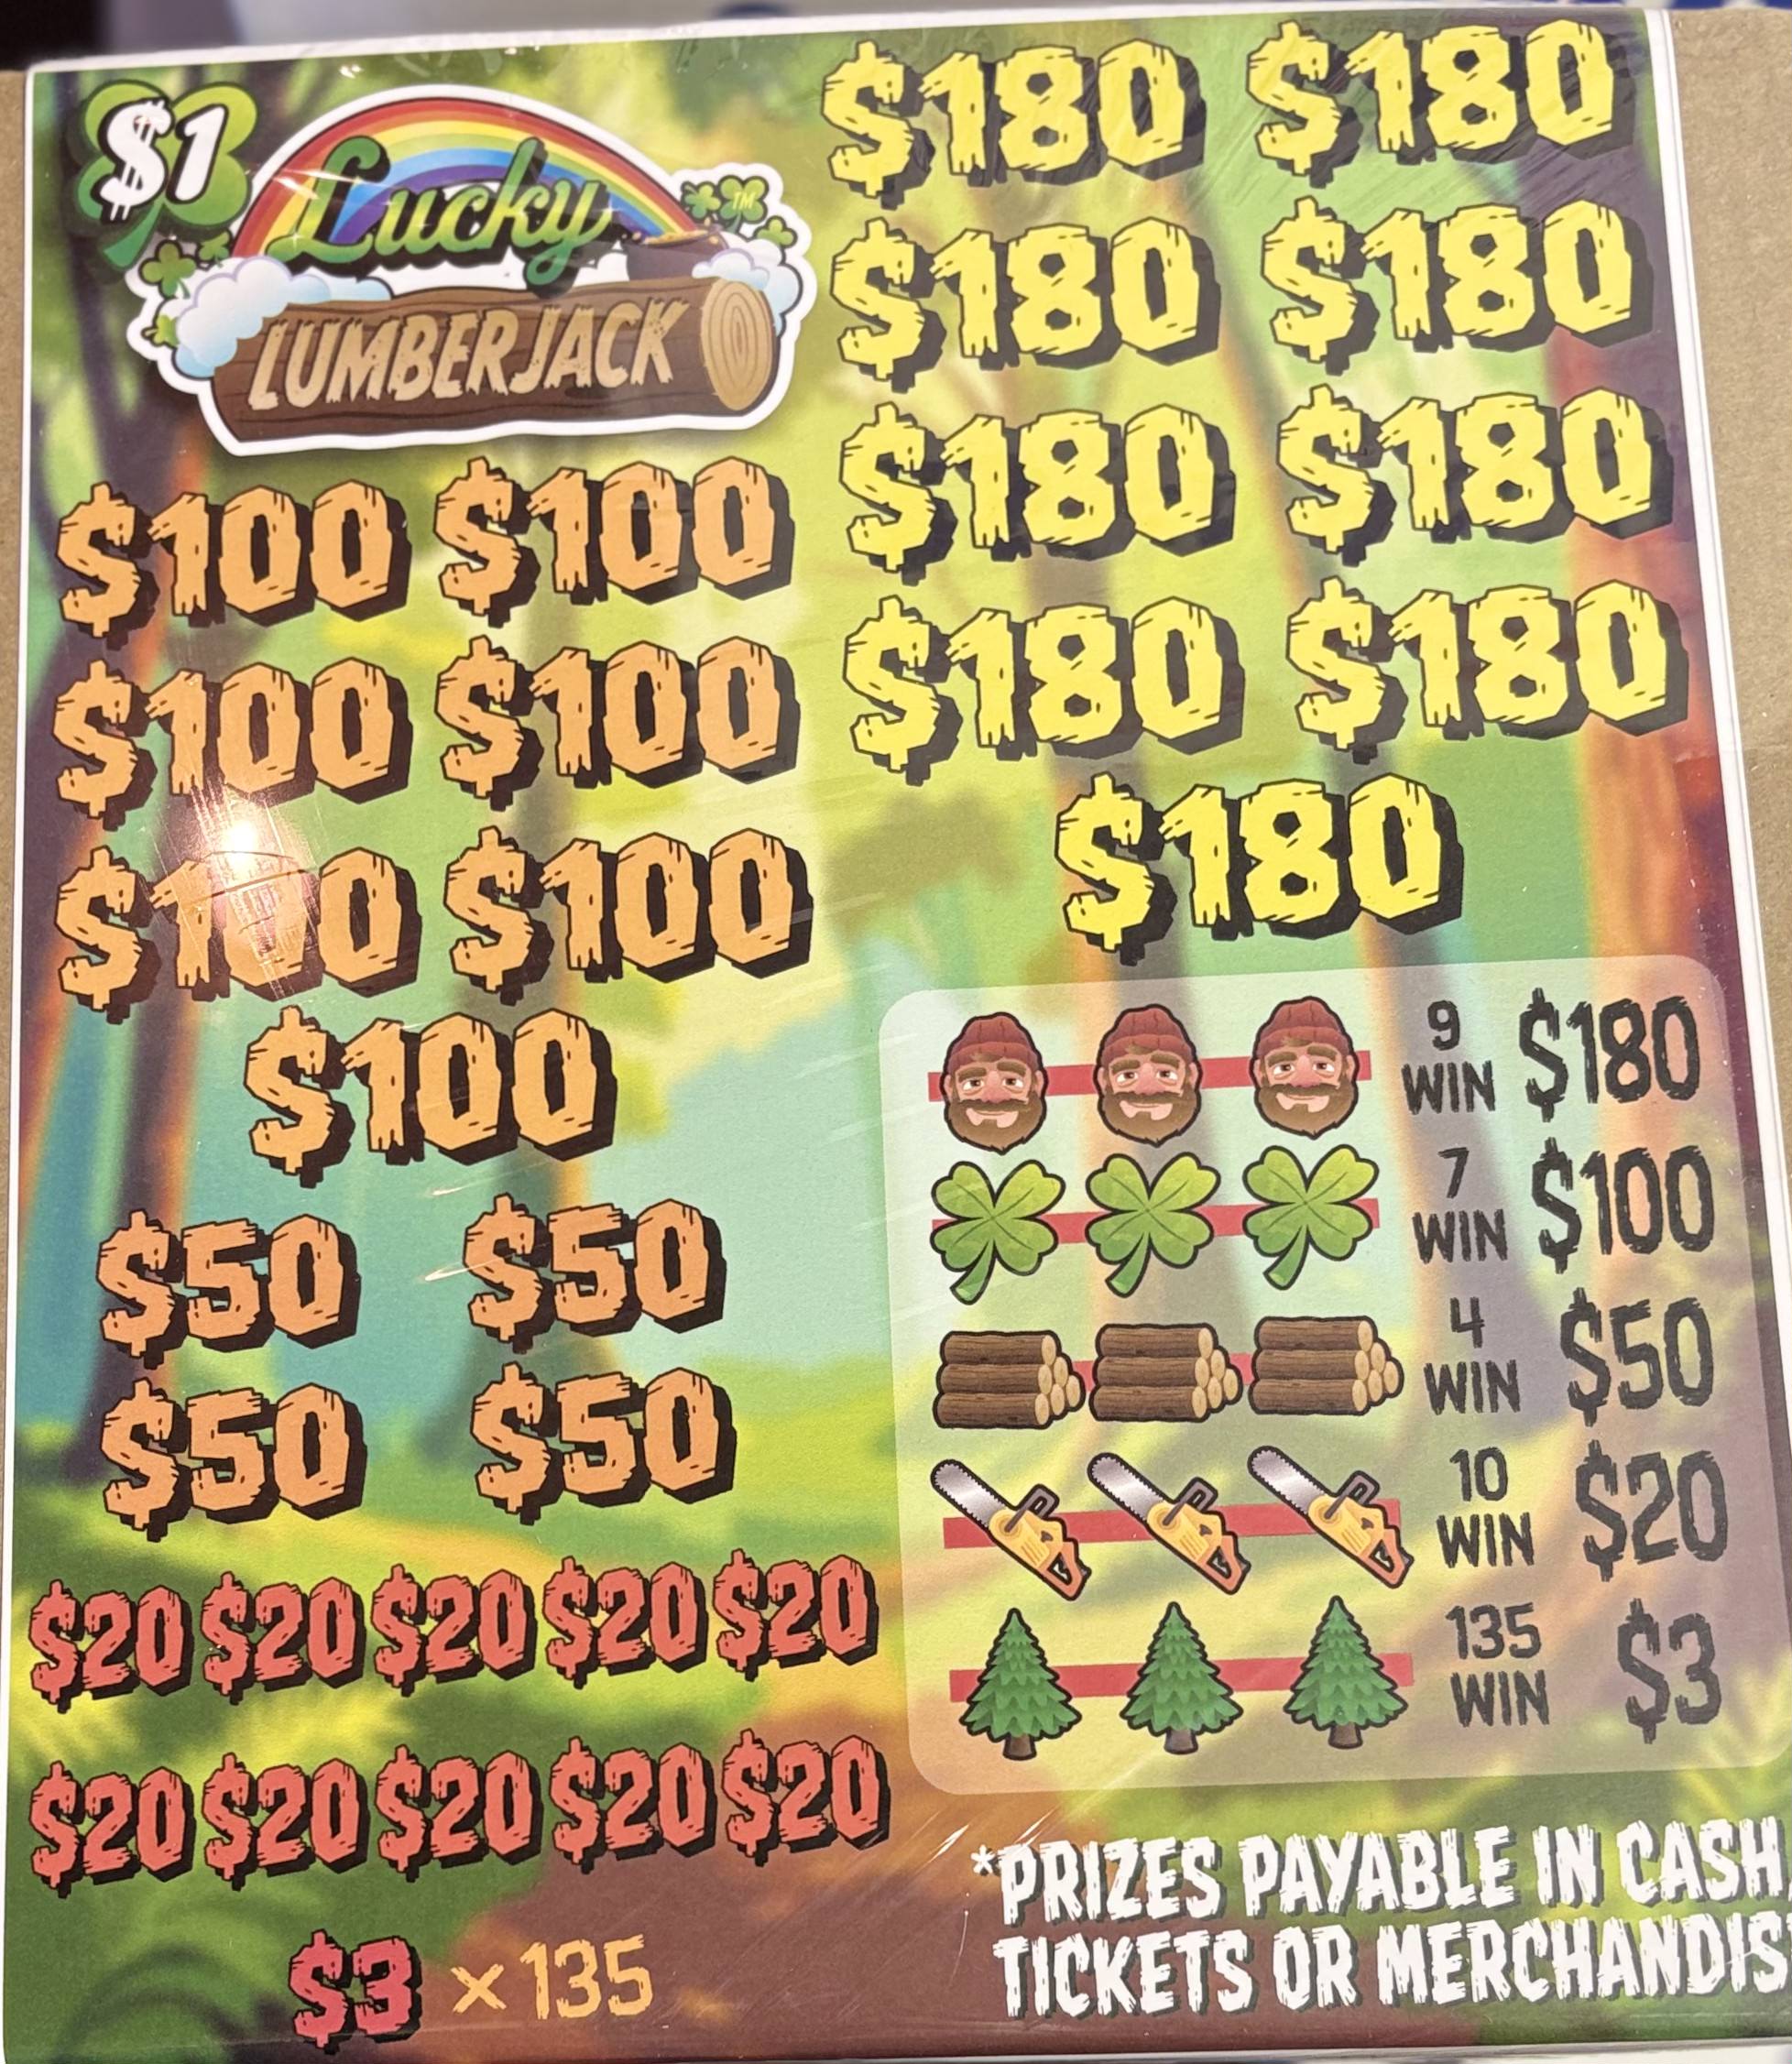 $1
Lucky
™
LUMBERJACK
$100 $100
$100 $100
$100 $100
$100
$50 $50
$50 $50
$20 $20 $20 $20 $20
$20 $20 $20 $20 $20
$3 × 135
$180 $180
$180 $180
$180 $180
$180 $180
$180
9 WIN $180
7 WIN $100
4 WIN $50
10 WIN $20
135 WIN $3
*PRIZES PAYABLE IN CASH
TICKETS OR MERCHANDIS